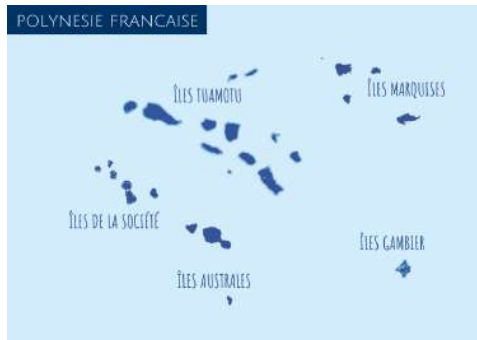 POLYNESIE FRANCAISE
ÎLES TUAMOTU
ÎLES MARQUISES
ÎLES DE LA SOCIÉTÉ
ÎLES GAMBIER
ÎLES AUSTRALES